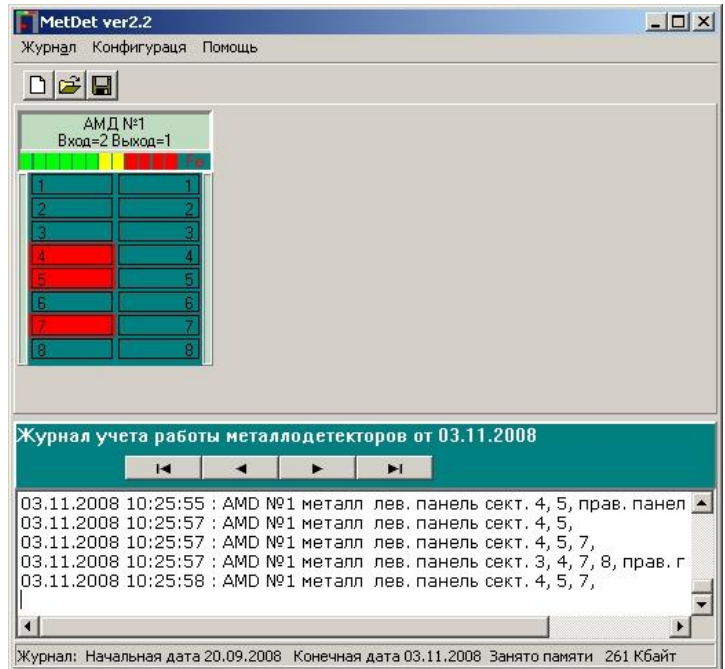 MetDet ver2.2
Журнал Конфигураця Помощь
АМД №1
Вход=2 Выход=1
Fe
1 1
2 2
3 3
4 4
5 5
6 6
7 7
8 8
Журнал учета работы металлодетекторов от 03.11.2008
03.11.2008 10:25:55 : AMD №1 металл лев. панель сект. 4, 5, прав. панел
03.11.2008 10:25:57 : AMD №1 металл лев. панель сект. 4, 5,
03.11.2008 10:25:57 : AMD №1 металл лев. панель сект. 4, 5, 7,
03.11.2008 10:25:57 : AMD №1 металл лев. панель сект. 3, 4, 7, 8, прав. г
03.11.2008 10:25:58 : AMD №1 металл лев. панель сект. 4, 5, 7,
Журнал: Начальная дата 20.09.2008 Конечная дата 03.11.2008 Занято памяти 261 Кбайт